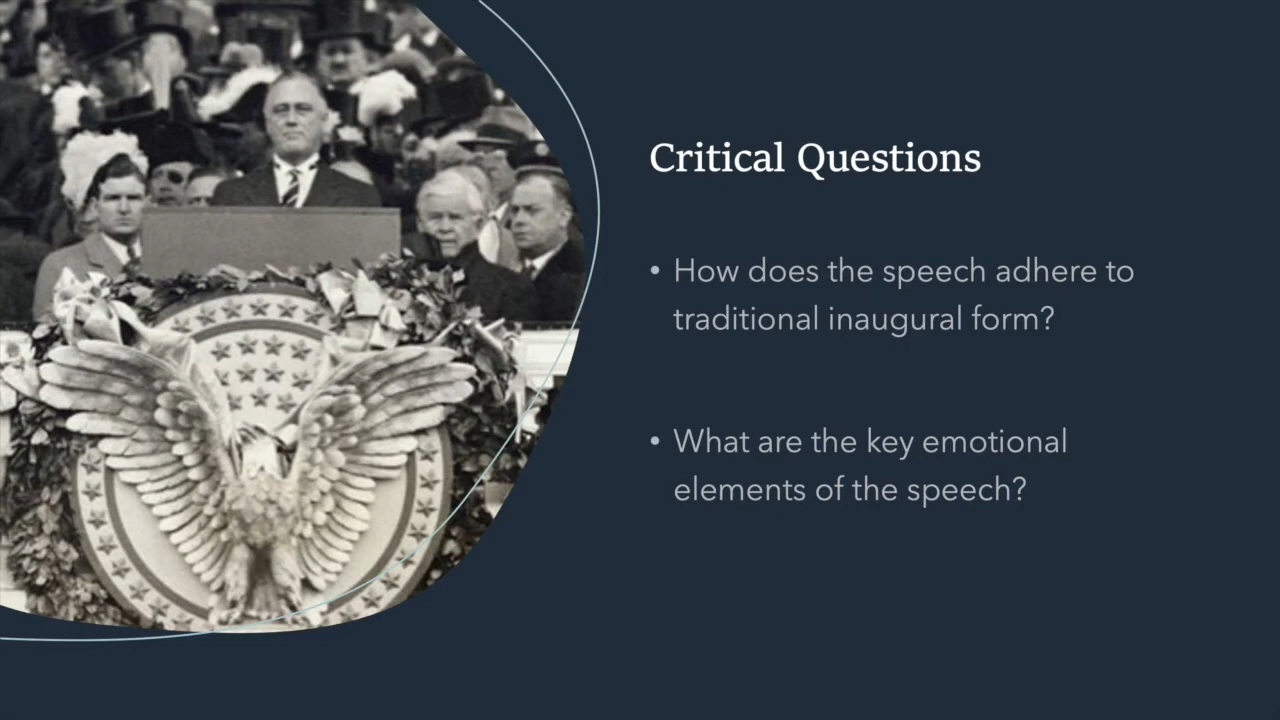 Critical Questions
• How does the speech adhere to
traditional inaugural form?
• What are the key emotional
elements of the speech?